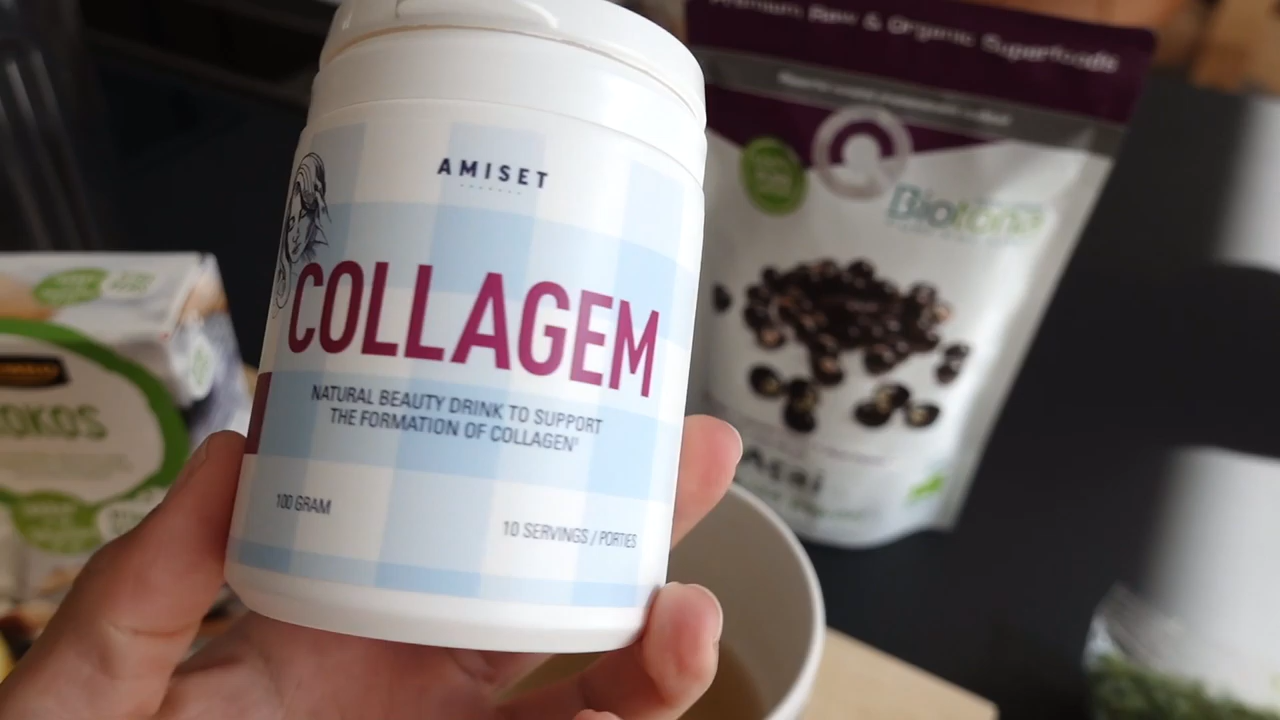 AMISET
COLLAGEM
NATURAL BEAUTY DRINK TO SUPPORT
THE FORMATION OF COLLAGEN
100 GRAM
10 SERVINGS / PORTIES
Premium Raw & Organic Superfoods
Biotona
Açai
KOKOS